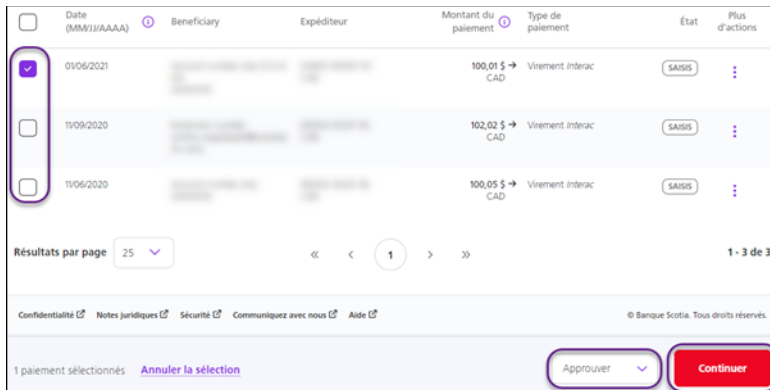 Date (MM/JJ/AAAA) Beneficiary Expéditeur Montant du paiement Type de paiement État Plus d'actions
01/06/2021 100,01 $ → CAD Virement Interac SAISIS
11/09/2020 102,02 $ → CAD Virement Interac SAISIS
11/06/2020 100,05 $ → CAD Virement Interac SAISIS
Résultats par page 25 « < 1 > » 1 - 3 de 3
Confidentialité Notes juridiques Sécurité Communiquez avec nous Aide © Banque Scotia. Tous droits réservés.
1 paiement sélectionnés Annuler la sélection Approuver Continuer